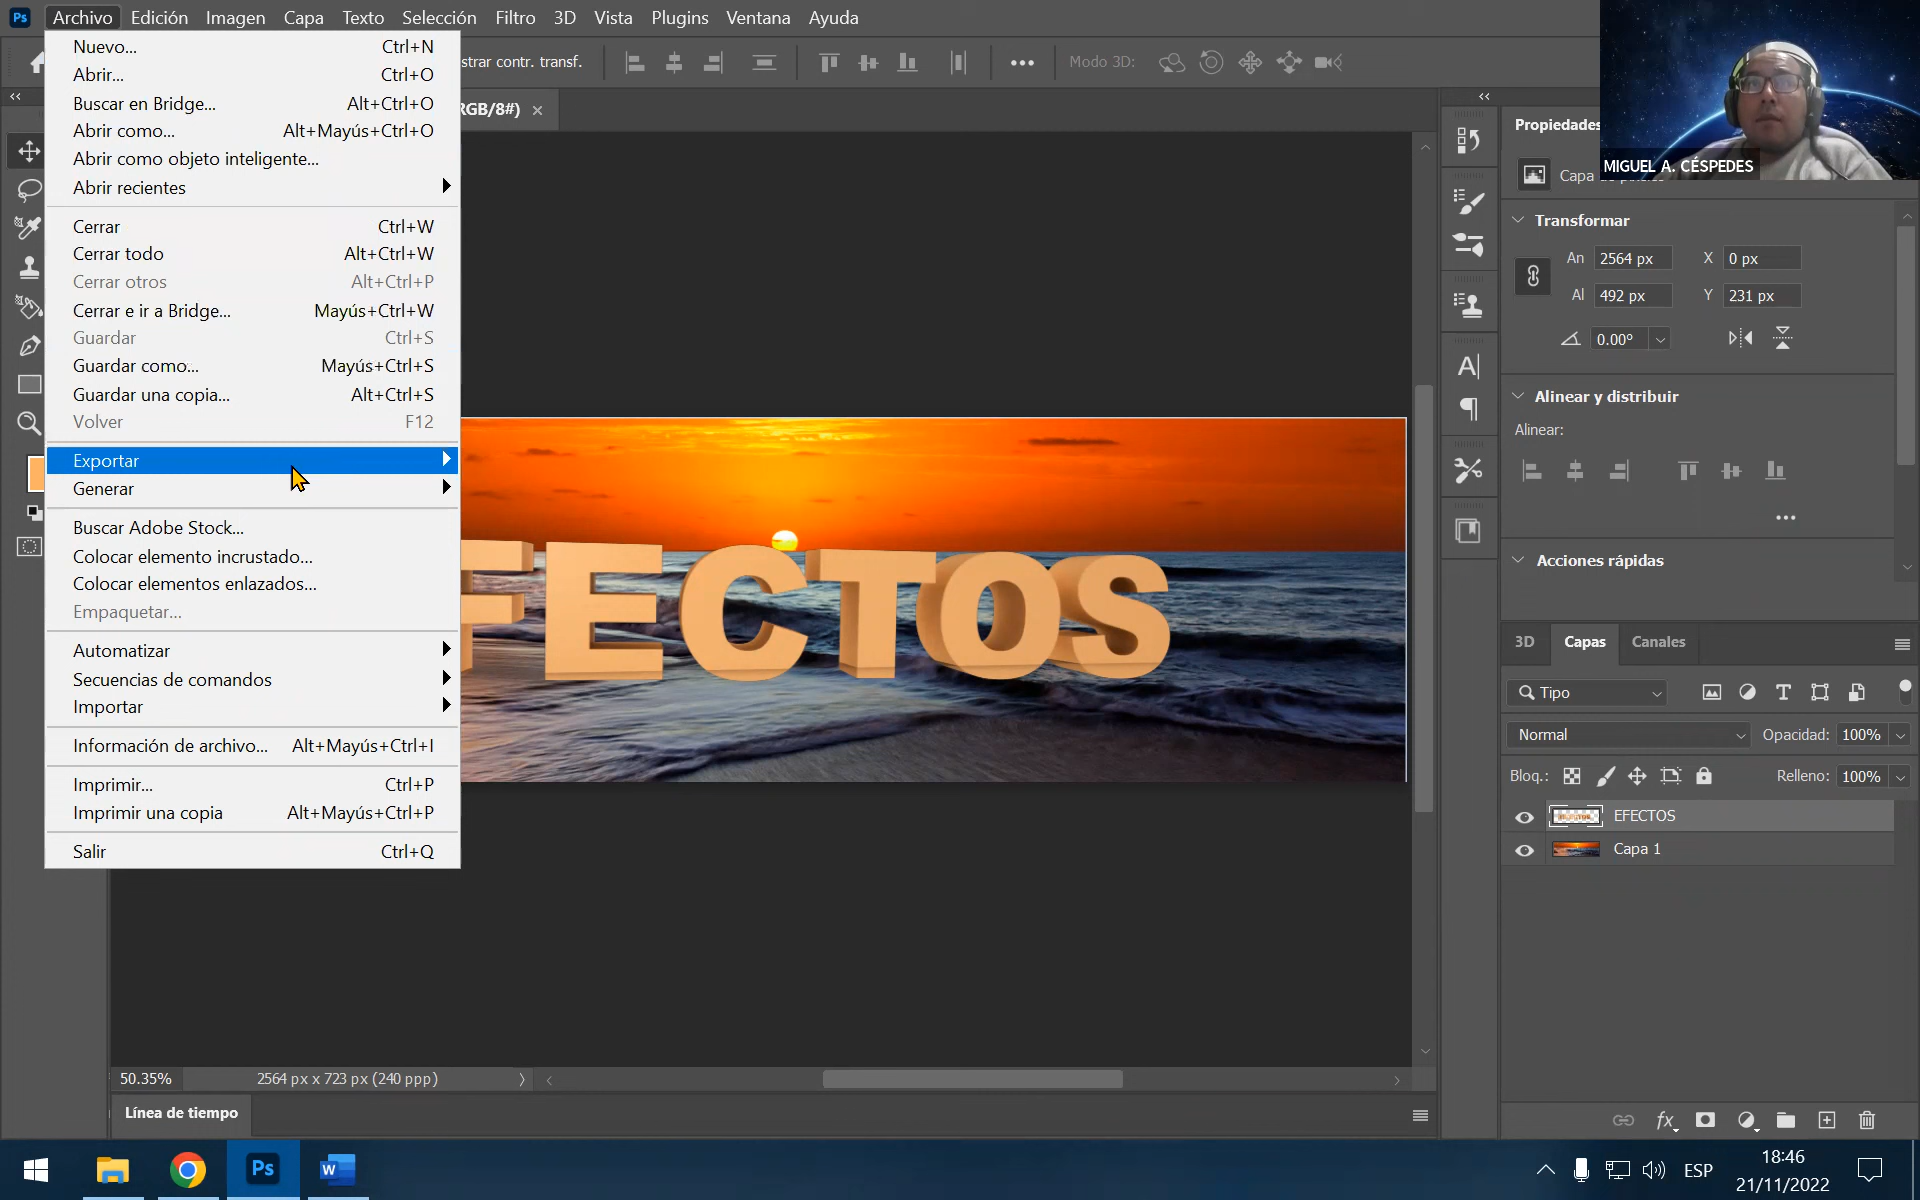 Ps Archivo Edición Imagen Capa Texto Selección Filtro 3D Vista Plugins Ventana Ayuda
strar contr. transf. Modo 3D:
RGB/8#)
Nuevo... Ctrl+N
Abrir... Ctrl+O
Buscar en Bridge... Alt+Ctrl+O
Abrir como... Alt+Mayús+Ctrl+O
Abrir como objeto inteligente...
Abrir recientes
Cerrar Ctrl+W
Cerrar todo Alt+Ctrl+W
Cerrar otros Alt+Ctrl+P
Cerrar e ir a Bridge... Mayús+Ctrl+W
Guardar Ctrl+S
Guardar como... Mayús+Ctrl+S
Guardar una copia... Alt+Ctrl+S
Volver F12
Exportar
Generar
Buscar Adobe Stock...
Colocar elemento incrustado...
Colocar elementos enlazados...
Empaquetar...
Automatizar
Secuencias de comandos
Importar
Información de archivo... Alt+Mayús+Ctrl+I
Imprimir... Ctrl+P
Imprimir una copia Alt+Mayús+Ctrl+P
Salir Ctrl+Q
FECTOS
MIGUEL A. CÉSPEDES
Propiedades
Capa
Transformar
An 2564 px X 0 px
Al 492 px Y 231 px
0.00°
Alinear y distribuir
Alinear:
Acciones rápidas
3D Capas Canales
Tipo
Normal Opacidad: 100%
Bloq.: Relleno: 100%
EFECTOS
Capa 1
fx
50.35% 2564 px x 723 px (240 ppp)
Línea de tiempo
Ps
W
ESP
18:46
21/11/2022